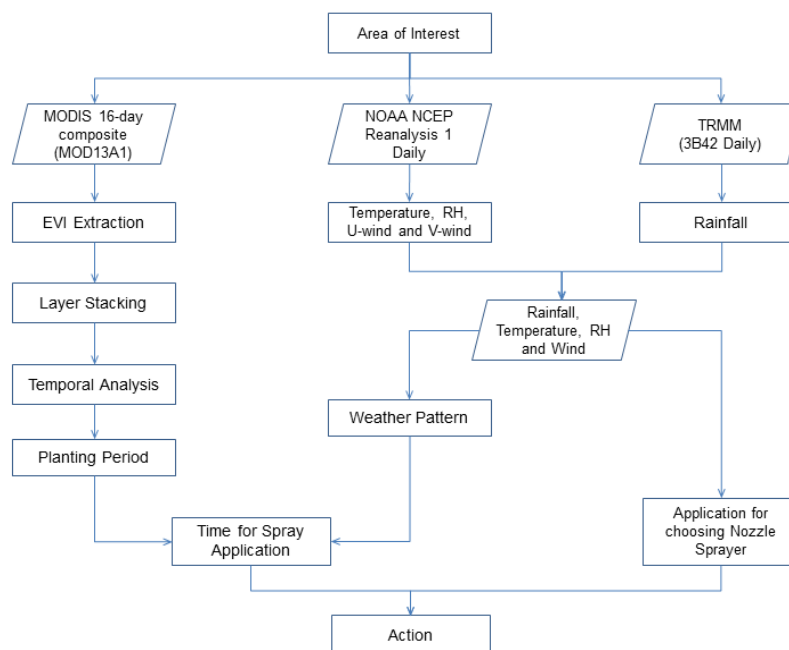 Area of Interest
MODIS 16-day
composite
(MOD13A1)
NOAA NCEP
Reanalysis 1
Daily
TRMM
(3B42 Daily)
EVI Extraction
Temperature, RH,
U-wind and V-wind
Rainfall
Layer Stacking
Rainfall,
Temperature, RH
and Wind
Temporal Analysis
Weather Pattern
Planting Period
Time for Spray
Application
Application for
choosing Nozzle
Sprayer
Action